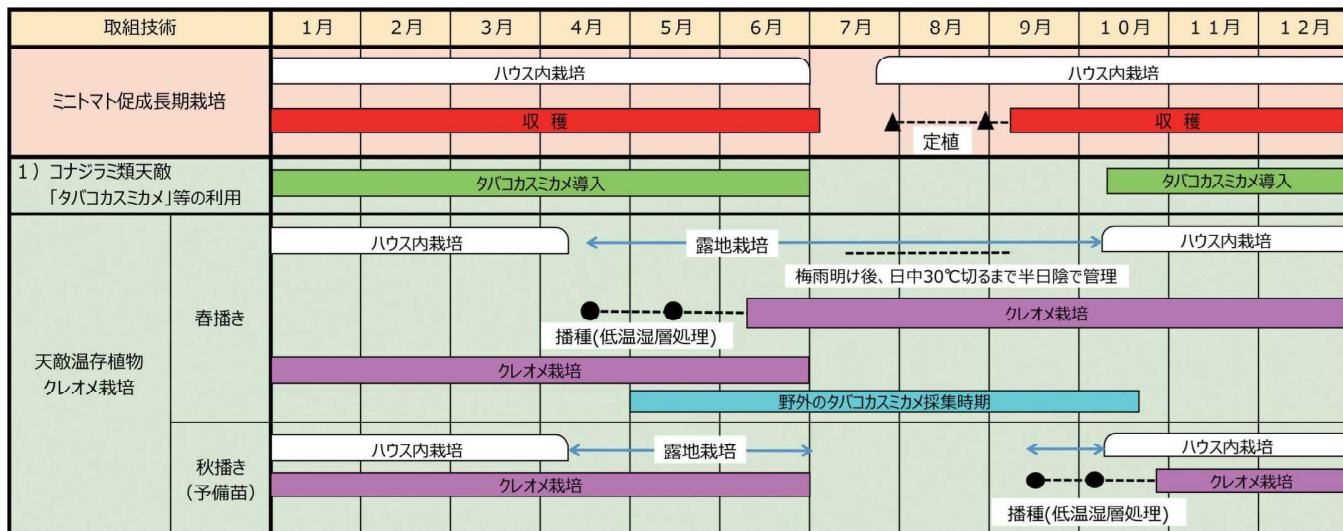 取組技術 1月 2月 3月 4月 5月 6月 7月 8月 9月 10月 11月 12月
ハウス内栽培 ハウス内栽培
ミニトマト促成長期栽培
収 穫 収 穫
定植
1）コナジラミ類天敵
「タバコカスミカメ」等の利用
タバコカスミカメ導入 タバコカスミカメ導入
ハウス内栽培 露地栽培 ハウス内栽培
梅雨明け後、日中30℃切るまで半日陰で管理
春播き
クレオメ栽培
播種(低温湿層処理)
天敵温存植物
クレオメ栽培
クレオメ栽培
野外のタバコカスミカメ採集時期
秋播き
（予備苗）
ハウス内栽培 露地栽培 ハウス内栽培
クレオメ栽培 クレオメ栽培
播種(低温湿層処理)